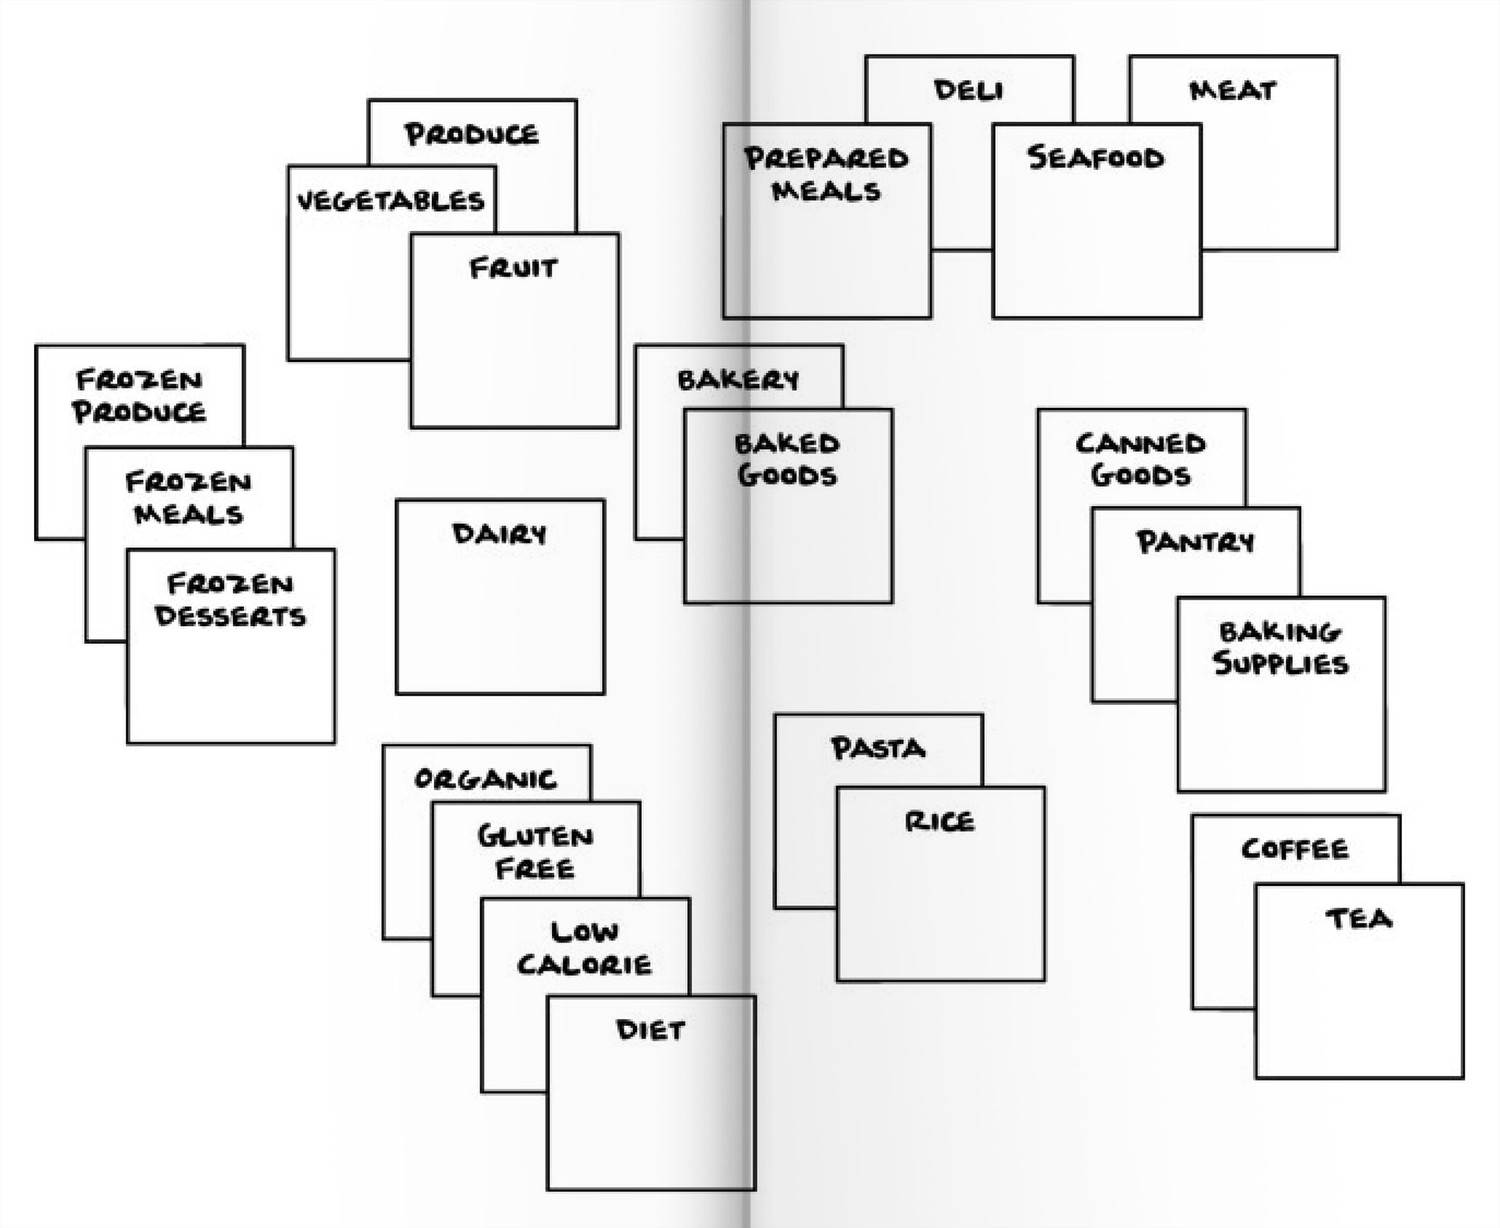 PRODUCE
VEGETABLES
FRUIT
DELI
MEAT
PREPARED
MEALS
SEAFOOD
FROZEN
PRODUCE
FROZEN
MEALS
FROZEN
DESSERTS
DAIRY
BAKERY
BAKED
GOODS
CANNED
GOODS
PANTRY
BAKING
SUPPLIES
ORGANIC
GLUTEN
FREE
LOW
CALORIE
DIET
PASTA
RICE
COFFEE
TEA